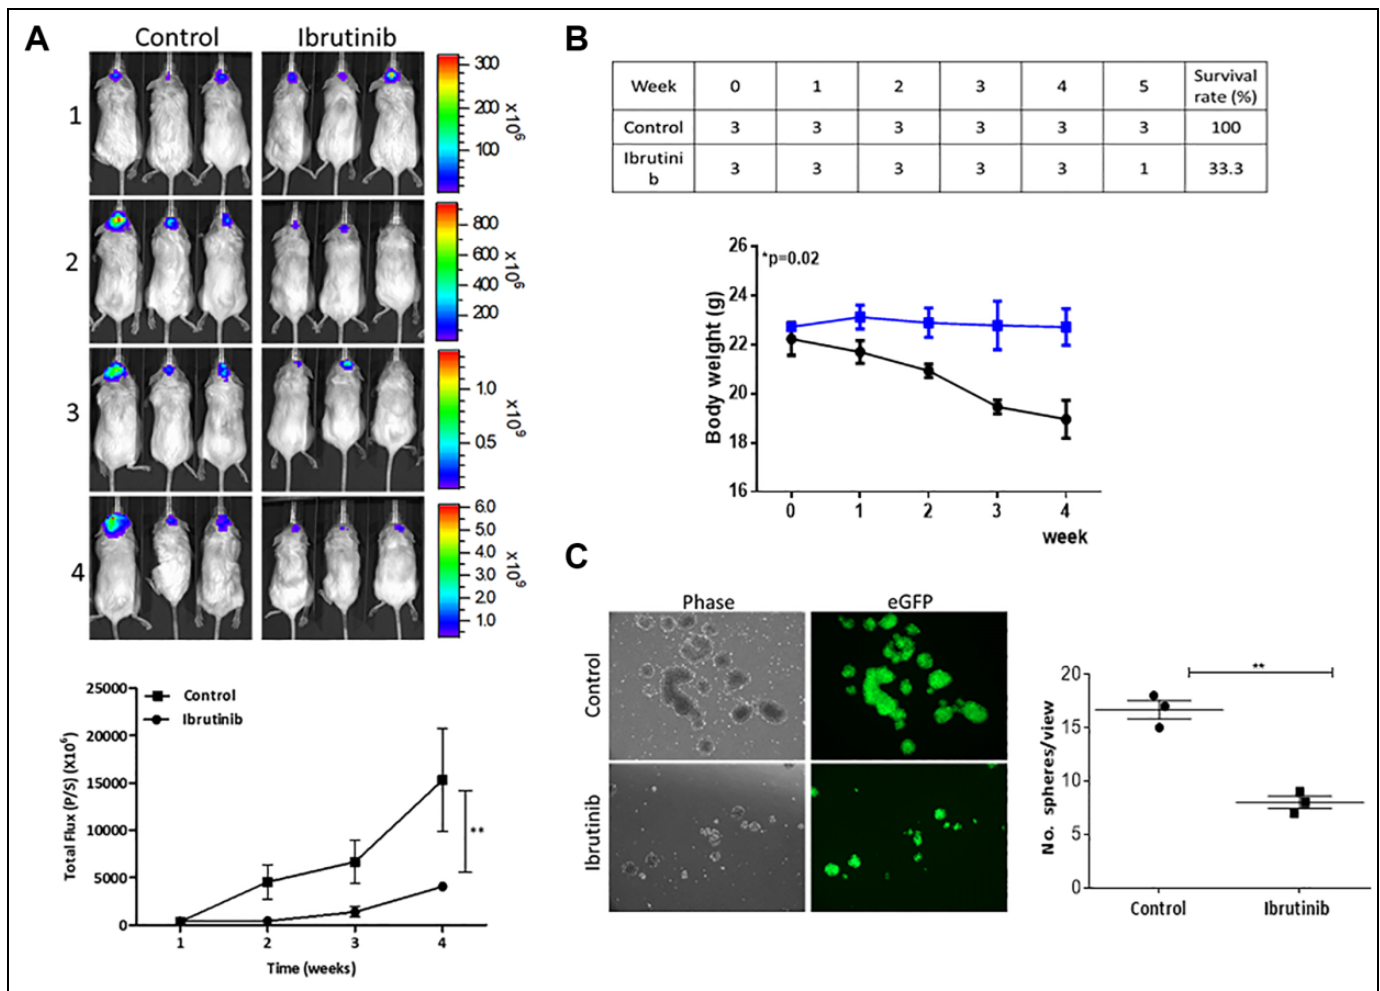 A
Control Ibrutinib
1
300
200
100
x10⁶
2
800
600
400
200
x10⁶
3
1.0
0.5
x10⁹
4
6.0
5.0
4.0
3.0
2.0
1.0
x10⁹
25000
20000
15000
10000
5000
0
Total Flux (P/S) (X10⁶)
Control
Ibrutinib
**
1 2 3 4
Time (weeks)
B
Week 0 1 2 3 4 5 Survival
rate (%)
Control 3 3 3 3 3 3 100
Ibrutini
b 3 3 3 3 3 1 33.3
26
24
22
20
18
16
Body weight (g)
*p=0.02
0 1 2 3 4
week
C
Phase eGFP
Control
Ibrutinib
20
15
10
5
0
No. spheres/view
**
Control Ibrutinib